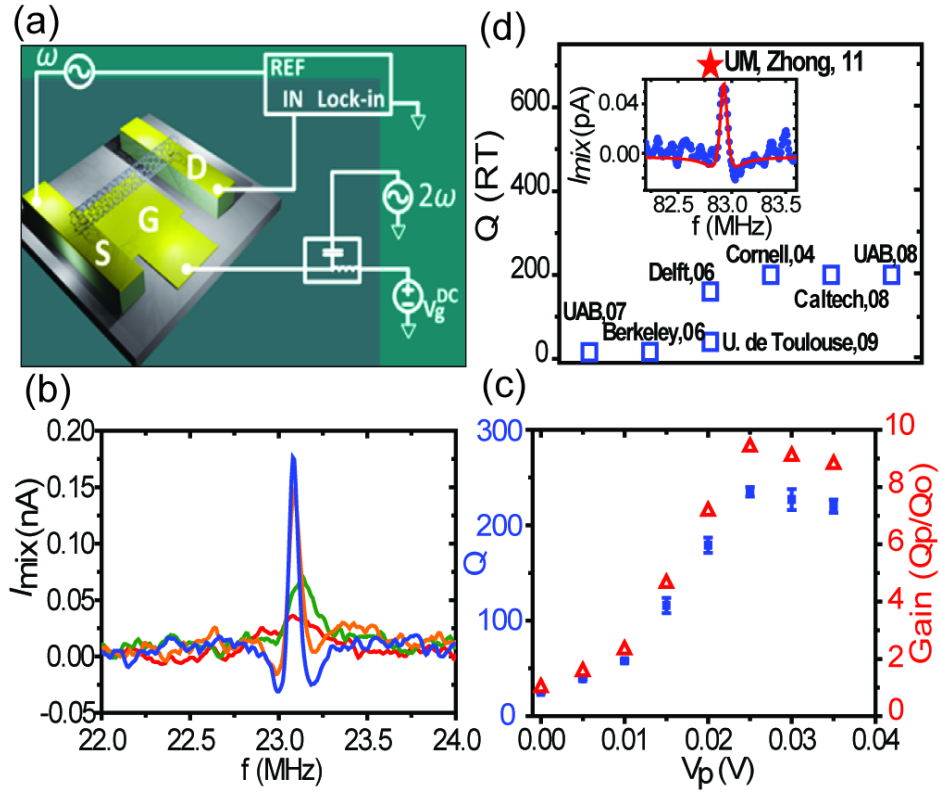 (a)
ω
REF
IN Lock-in
D
G
S
2ω
VgDC
(d)
Q (RT)
600
400
200
0
UM, Zhong, 11
Imix (pA)
0.04
0.00
82.5 83.0 83.5
f (MHz)
Cornell,04
UAB,08
Delft,06
Caltech,08
UAB,07
Berkeley,06
U. de Toulouse,09
(b)
Imix (nA)
0.20
0.15
0.10
0.05
0.00
-0.05
22.0 22.5 23.0 23.5 24.0
f (MHz)
(c)
Q
300
200
100
0
Gain (Qp/Qo)
10
8
6
4
2
0
0.00 0.01 0.02 0.03 0.04
Vp (V)